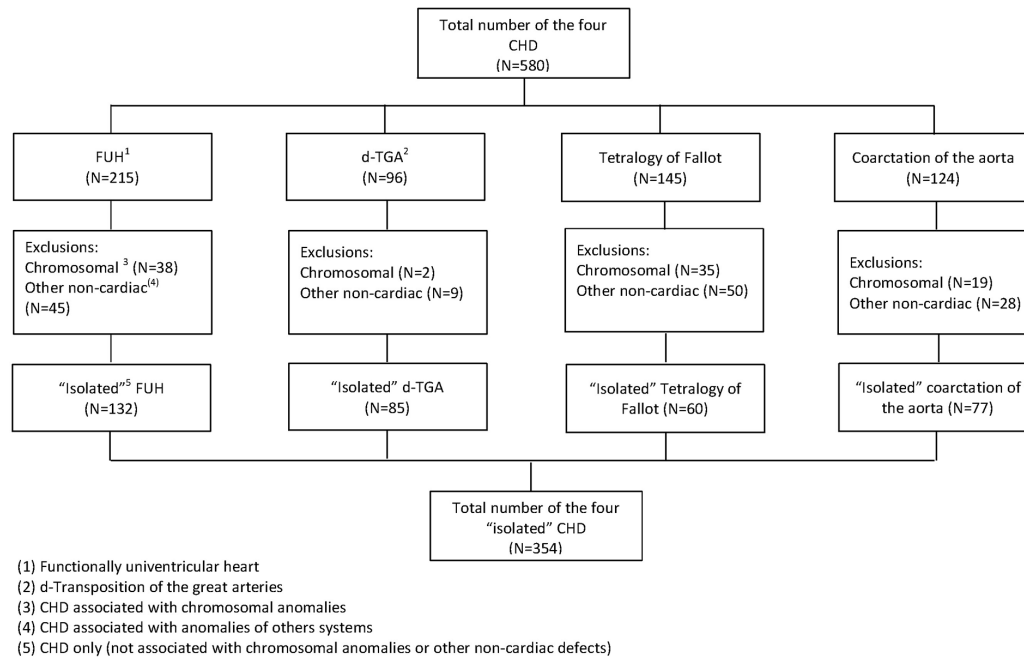 Total number of the four
CHD
(N=580)
FUH¹
(N=215)
d-TGA²
(N=96)
Tetralogy of Fallot
(N=145)
Coarctation of the aorta
(N=124)
Exclusions:
Chromosomal ³ (N=38)
Other non-cardiac⁽⁴⁾
(N=45)
Exclusions:
Chromosomal (N=2)
Other non-cardiac (N=9)
Exclusions:
Chromosomal (N=35)
Other non-cardiac (N=50)
Exclusions:
Chromosomal (N=19)
Other non-cardiac (N=28)
“Isolated”⁵ FUH
(N=132)
“Isolated” d-TGA
(N=85)
“Isolated” Tetralogy of
Fallot (N=60)
“Isolated” coarctation of
the aorta (N=77)
Total number of the four
“isolated” CHD
(N=354)
(1) Functionally univentricular heart
(2) d-Transposition of the great arteries
(3) CHD associated with chromosomal anomalies
(4) CHD associated with anomalies of others systems
(5) CHD only (not associated with chromosomal anomalies or other non-cardiac defects)